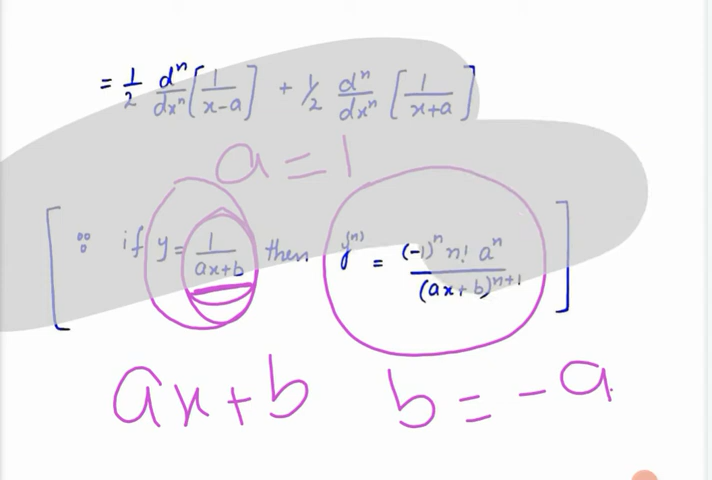 = 1/2 dⁿ/dxⁿ [1/(x-a)] + 1/2 dⁿ/dxⁿ [1/(x+a)]
a = 1
[∵ if y = 1/(ax+b) then y⁽ⁿ⁾ = (-1)ⁿ n! aⁿ/(ax+b)ⁿ⁺¹]
ax+b b = -a